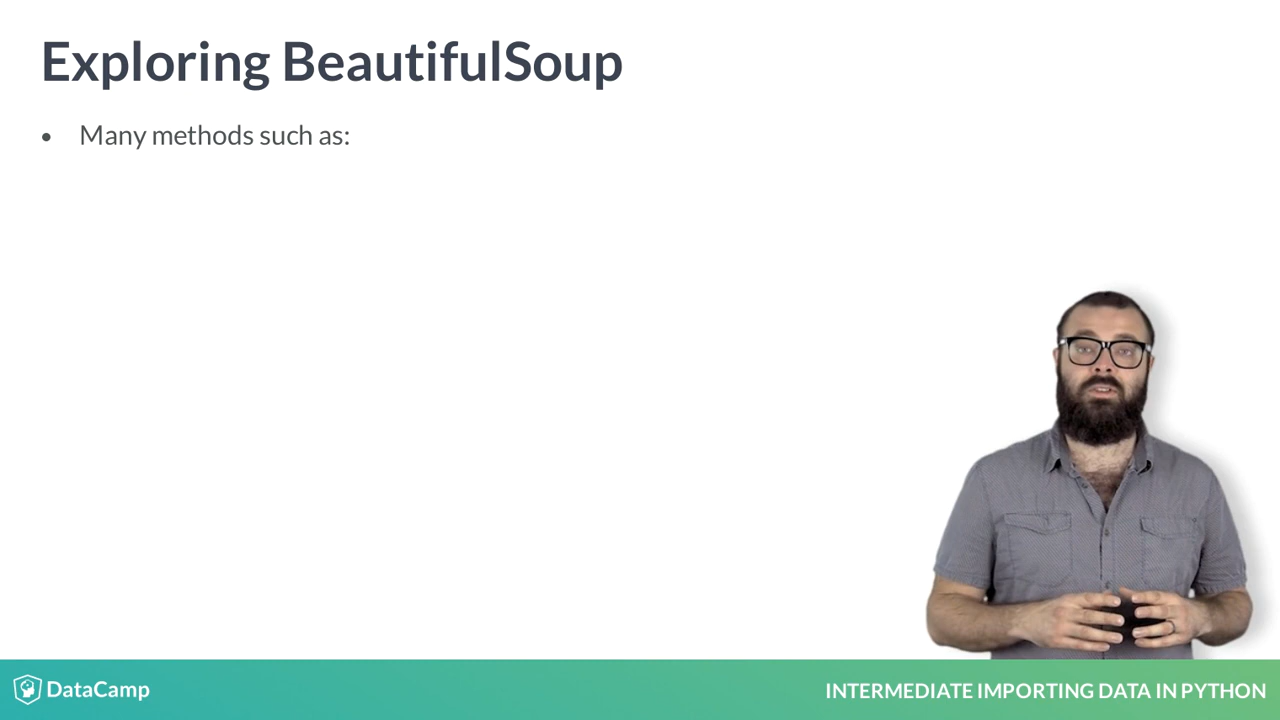 Exploring BeautifulSoup
• Many methods such as:
DataCamp
INTERMEDIATE IMPORTING DATA IN PYTHON